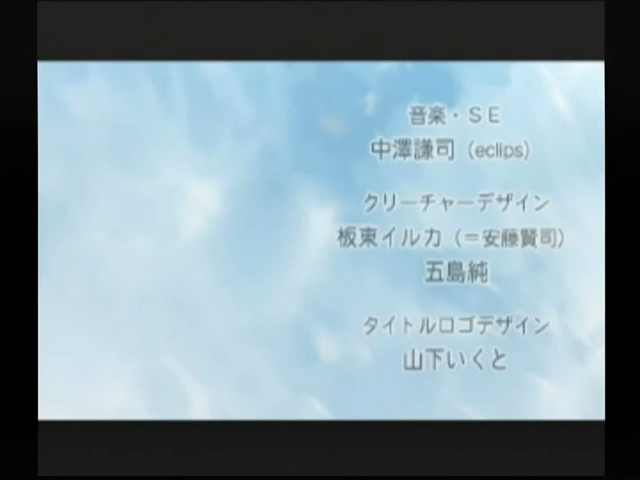 音楽・ＳＥ
中澤謙司（eclips）
クリーチャーデザイン
板東イルカ（＝安藤賢司）
五島純
タイトルロゴデザイン
山下いくと